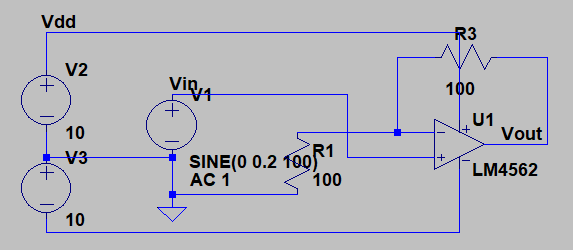 Vdd
R3
V2
Vin
V1
100
10
U1
Vout
V3
SINE(0 0.2 100)
R1
AC 1
100
LM4562
10